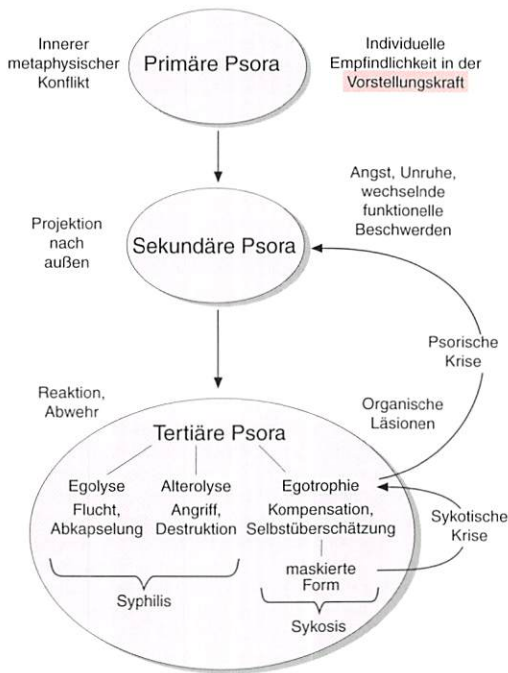 Innerer
metaphysischer
Konflikt
Primäre Psora
Individuelle
Empfindlichkeit in der
Vorstellungskraft
Angst, Unruhe,
wechselnde
funktionelle
Beschwerden
Projektion
nach
außen
Sekundäre Psora
Psorische
Krise
Reaktion,
Abwehr
Organische
Läsionen
Tertiäre Psora
Egolyse
Flucht,
Abkapselung
Alterolyse
Angriff,
Destruktion
Egotrophie
Kompensation,
Selbstüberschätzung
Sykotische
Krise
maskierte
Form
Syphilis
Sykosis